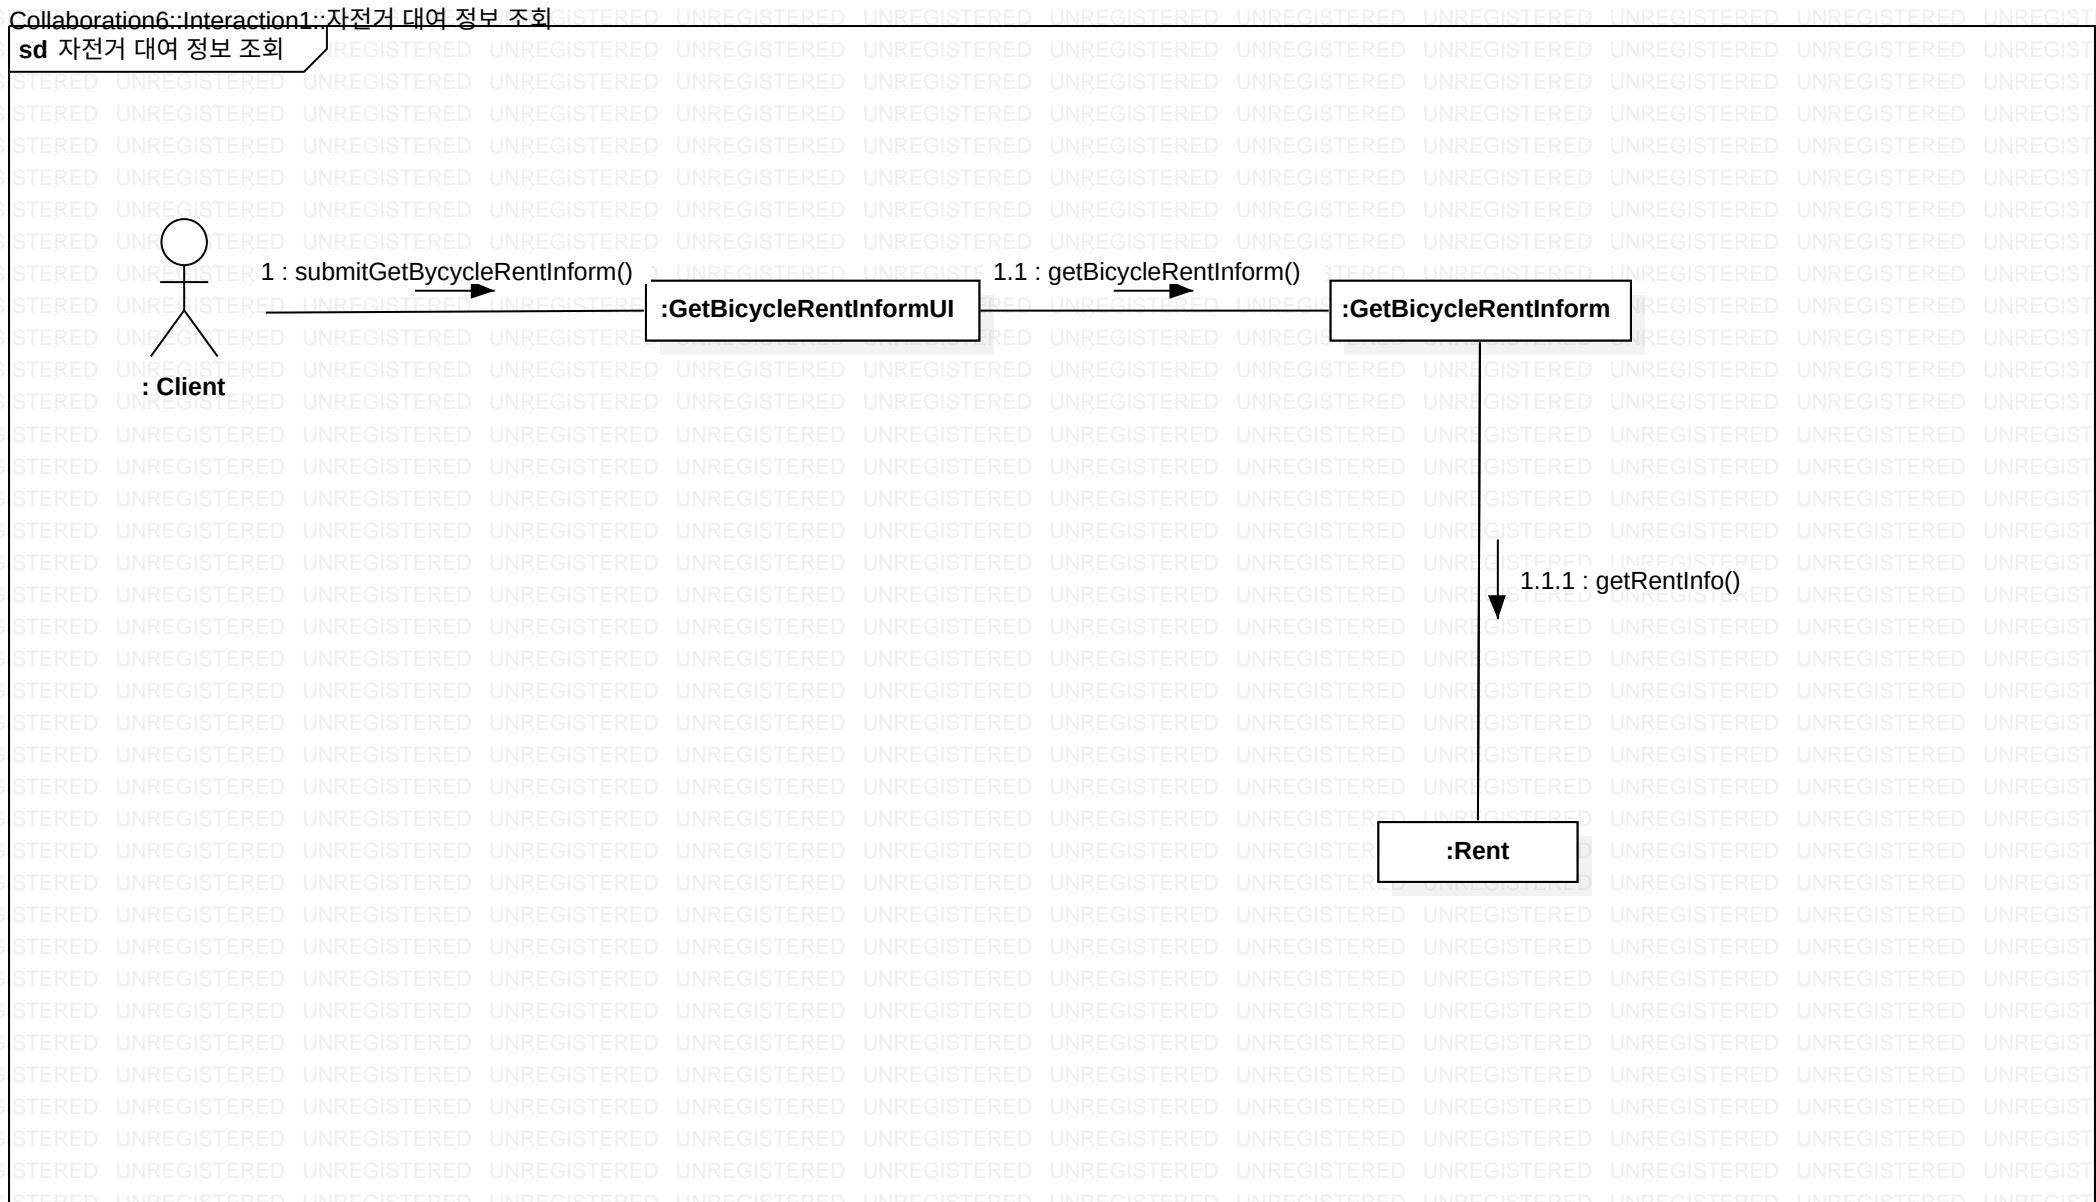 Collaboration6::Interaction1::자전거 대여 정보 조회
sd 자전거 대여 정보 조회
1 : submitGetBycycleRentInform()
1.1 : getBicycleRentInform()
:GetBicycleRentInformUI
:GetBicycleRentInform
: Client
1.1.1 : getRentInfo()
:Rent
UNREGISTERED